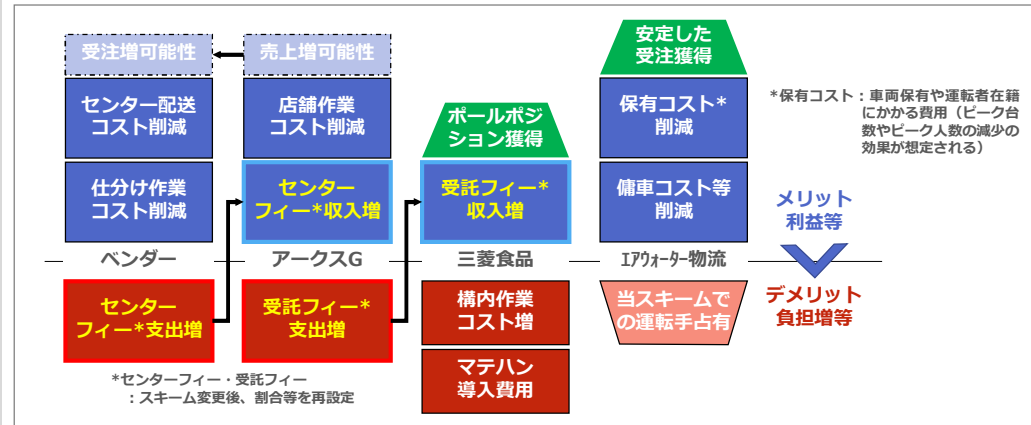 受注増可能性
売上増可能性
安定した
受注獲得
センター配送
コスト削減
店舗作業
コスト削減
ポールポジ
ション獲得
保有コスト*
削減
*保有コスト：車両保有や運転者在籍
にかかる費用（ピーク台
数やピーク人数の減少の
効果が想定される）
仕分け作業
コスト削減
センター
フィー*収入増
受託フィー*
収入増
傭車コスト等
削減
メリット
利益等
ベンダー
アークスG
三菱食品
エアウォーター物流
センター
フィー*支出増
受託フィー*
支出増
構内作業
コスト増
当スキームで
の運転手占有
デメリット
負担増等
マテハン
導入費用
*センターフィー・受託フィー
：スキーム変更後、割合等を再設定